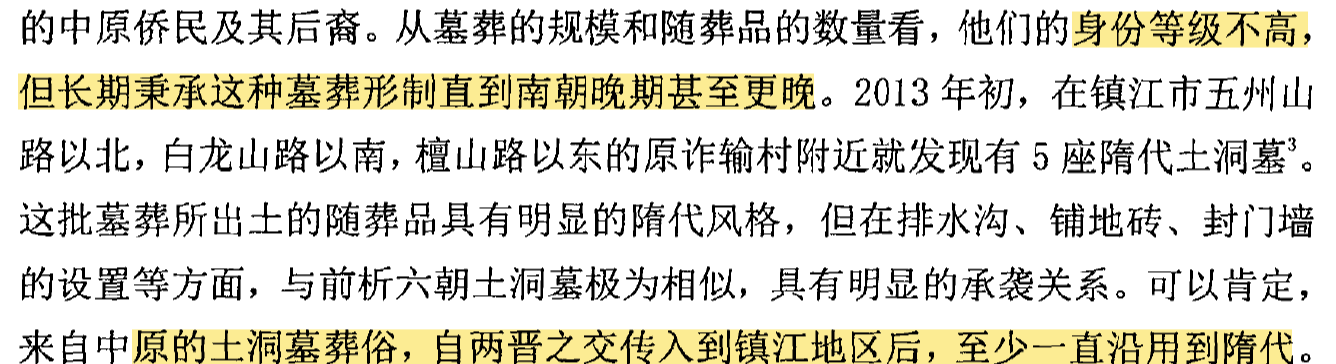 的中原侨民及其后裔。从墓葬的规模和随葬品的数量看，他们的身份等级不高，
但长期秉承这种墓葬形制直到南朝晚期甚至更晚。2013 年初，在镇江市五州山
路以北，白龙山路以南，檀山路以东的原诈输村附近就发现有 5 座隋代土洞墓3。
这批墓葬所出土的随葬品具有明显的隋代风格，但在排水沟、铺地砖、封门墙
的设置等方面，与前析六朝土洞墓极为相似，具有明显的承袭关系。可以肯定，
来自中原的土洞墓葬俗，自两晋之交传入到镇江地区后，至少一直沿用到隋代。